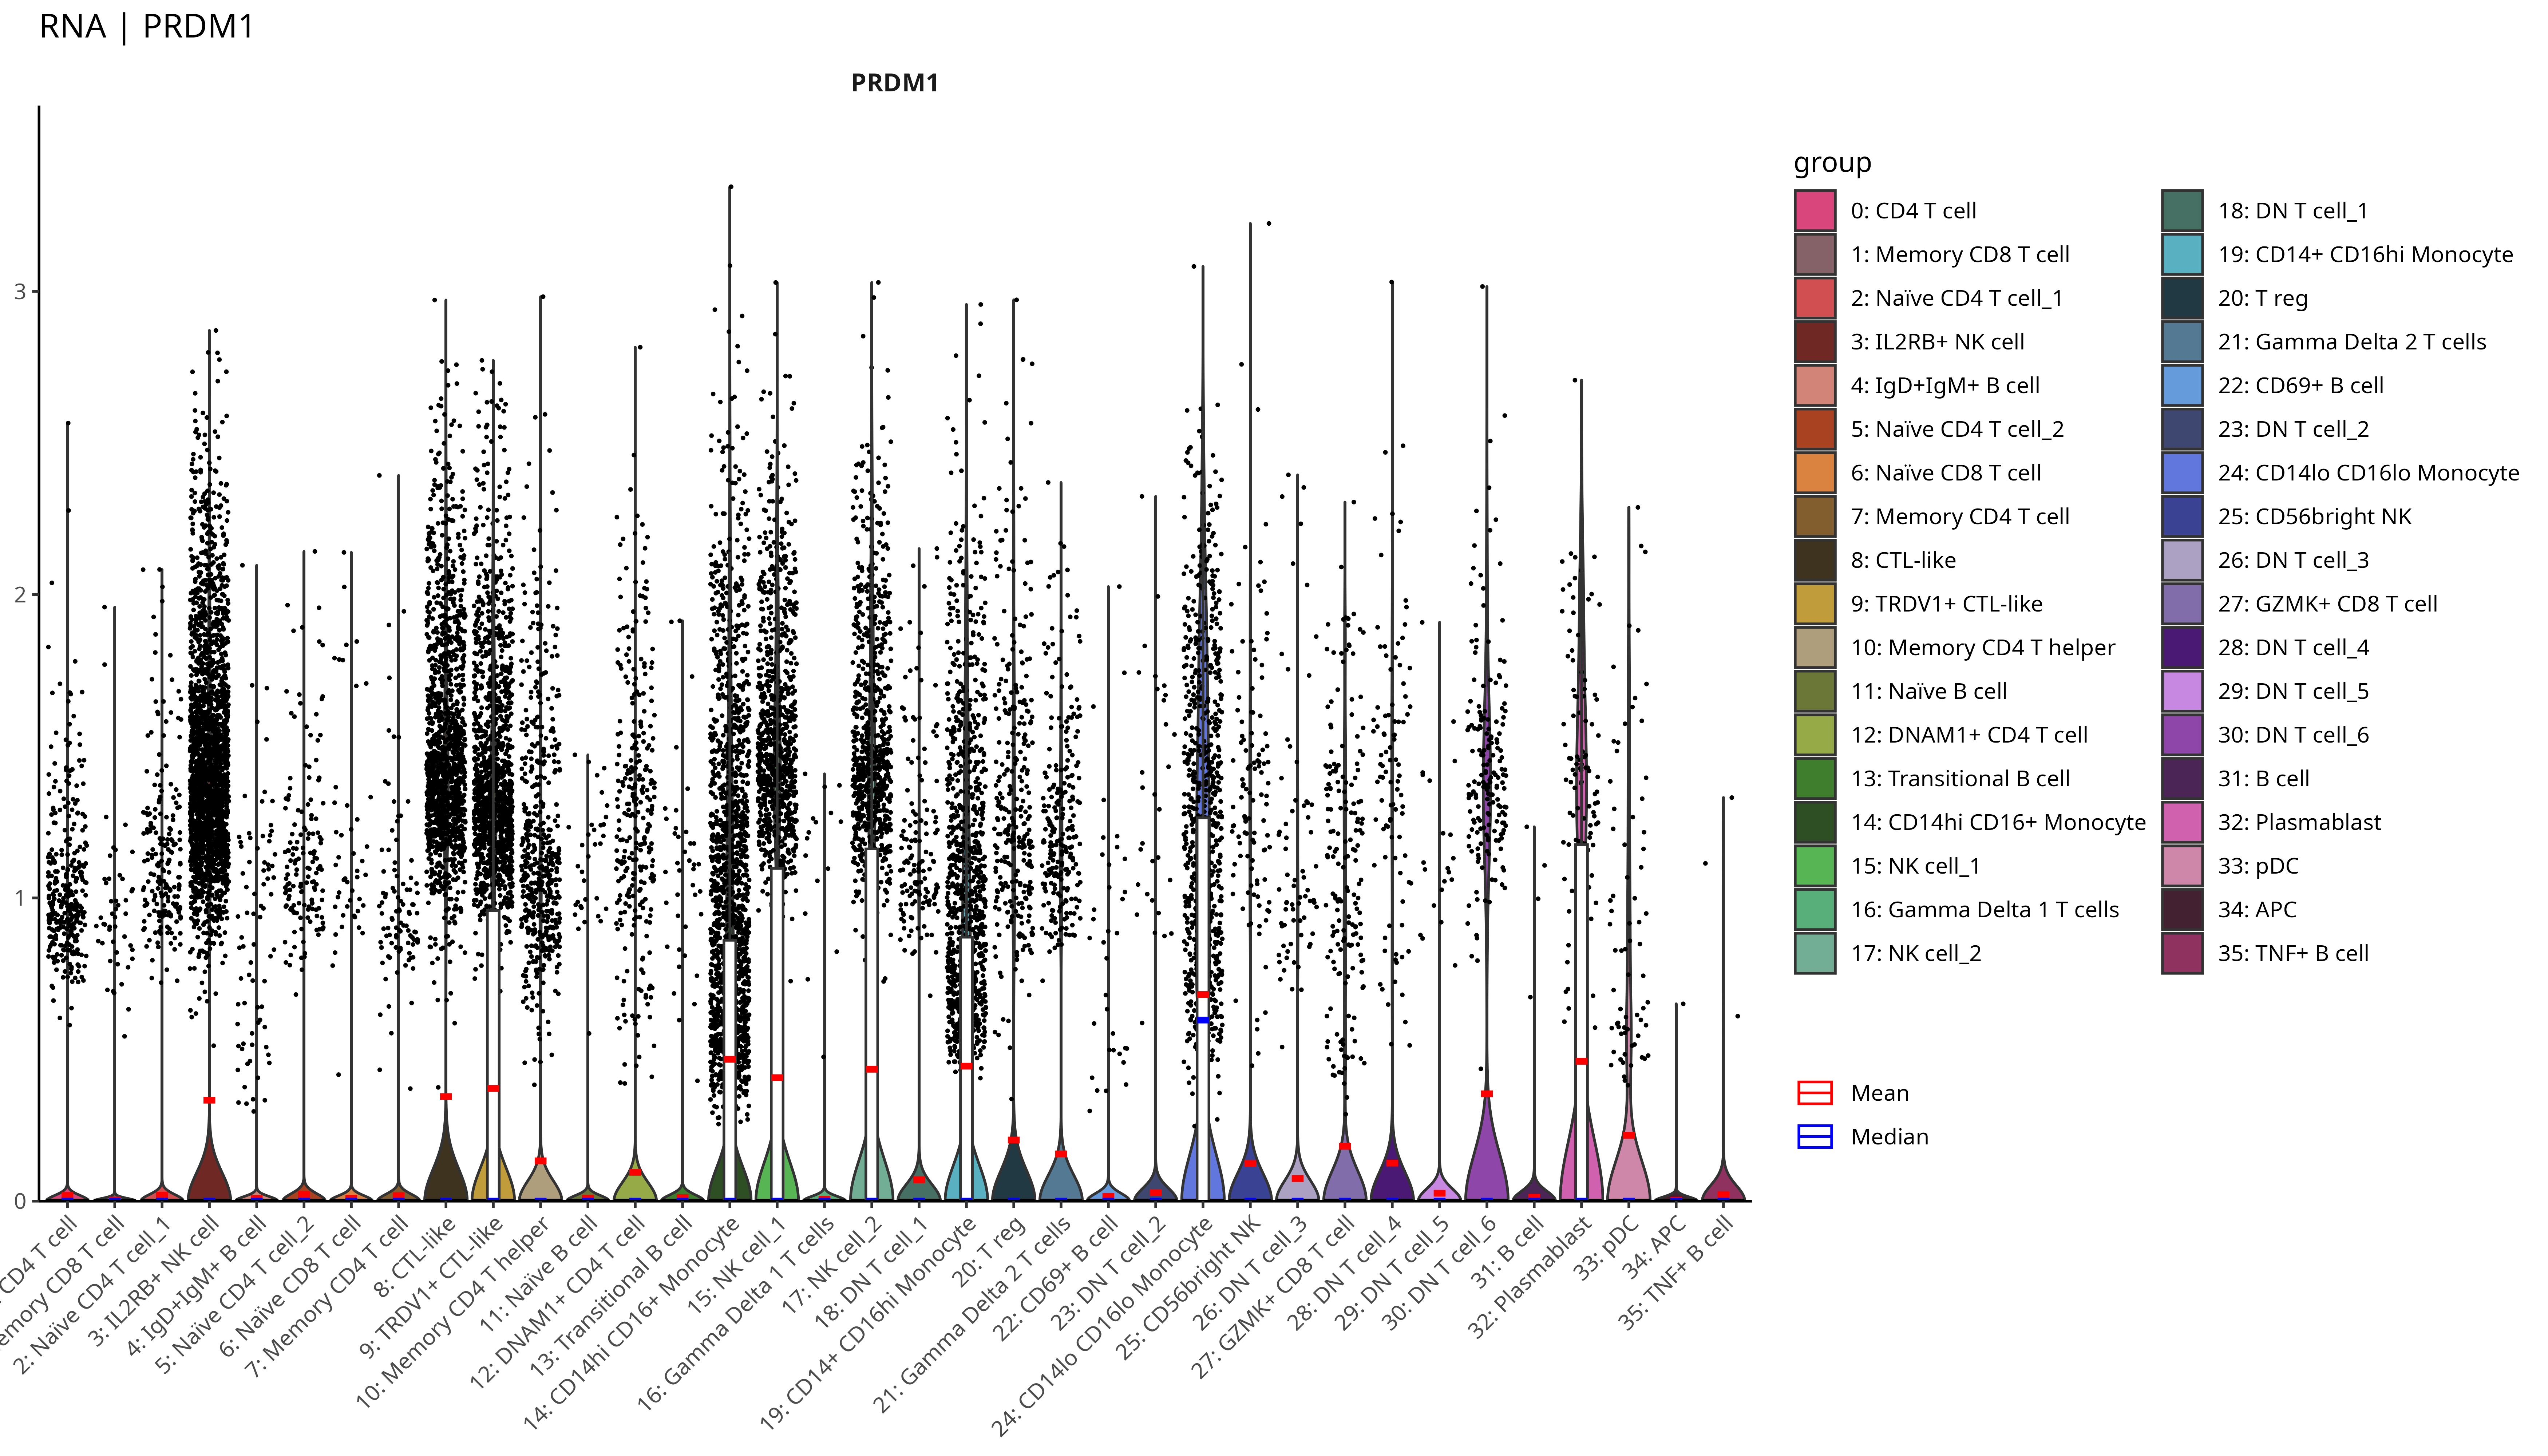 RNA | PRDM1
PRDM1
3
2
1
0
CD4 T cell
Memory CD8 T cell
2: Naïve CD4 T cell_1
3: IL2RB+ NK cell
4: IgD+IgM+ B cell
5: Naïve CD4 T cell_2
6: Naïve CD8 T cell
7: Memory CD4 T cell
8: CTL-like
9: TRDV1+ CTL-like
10: Memory CD4 T helper
11: Naïve B cell
12: DNAM1+ CD4 T cell
13: Transitional B cell
14: CD14hi CD16+ Monocyte
15: NK cell_1
16: Gamma Delta 1 T cells
17: NK cell_2
18: DN T cell_1
19: CD14+ CD16hi Monocyte
20: T reg
21: Gamma Delta 2 T cells
22: CD69+ B cell
23: DN T cell_2
24: CD14lo CD16lo Monocyte
25: CD56bright NK
26: DN T cell_3
27: GZMK+ CD8 T cell
28: DN T cell_4
29: DN T cell_5
30: DN T cell_6
31: B cell
32: Plasmablast
33: pDC
34: APC
35: TNF+ B cell
group
0: CD4 T cell
1: Memory CD8 T cell
2: Naïve CD4 T cell_1
3: IL2RB+ NK cell
4: IgD+IgM+ B cell
5: Naïve CD4 T cell_2
6: Naïve CD8 T cell
7: Memory CD4 T cell
8: CTL-like
9: TRDV1+ CTL-like
10: Memory CD4 T helper
11: Naïve B cell
12: DNAM1+ CD4 T cell
13: Transitional B cell
14: CD14hi CD16+ Monocyte
15: NK cell_1
16: Gamma Delta 1 T cells
17: NK cell_2
18: DN T cell_1
19: CD14+ CD16hi Monocyte
20: T reg
21: Gamma Delta 2 T cells
22: CD69+ B cell
23: DN T cell_2
24: CD14lo CD16lo Monocyte
25: CD56bright NK
26: DN T cell_3
27: GZMK+ CD8 T cell
28: DN T cell_4
29: DN T cell_5
30: DN T cell_6
31: B cell
32: Plasmablast
33: pDC
34: APC
35: TNF+ B cell
Mean
Median